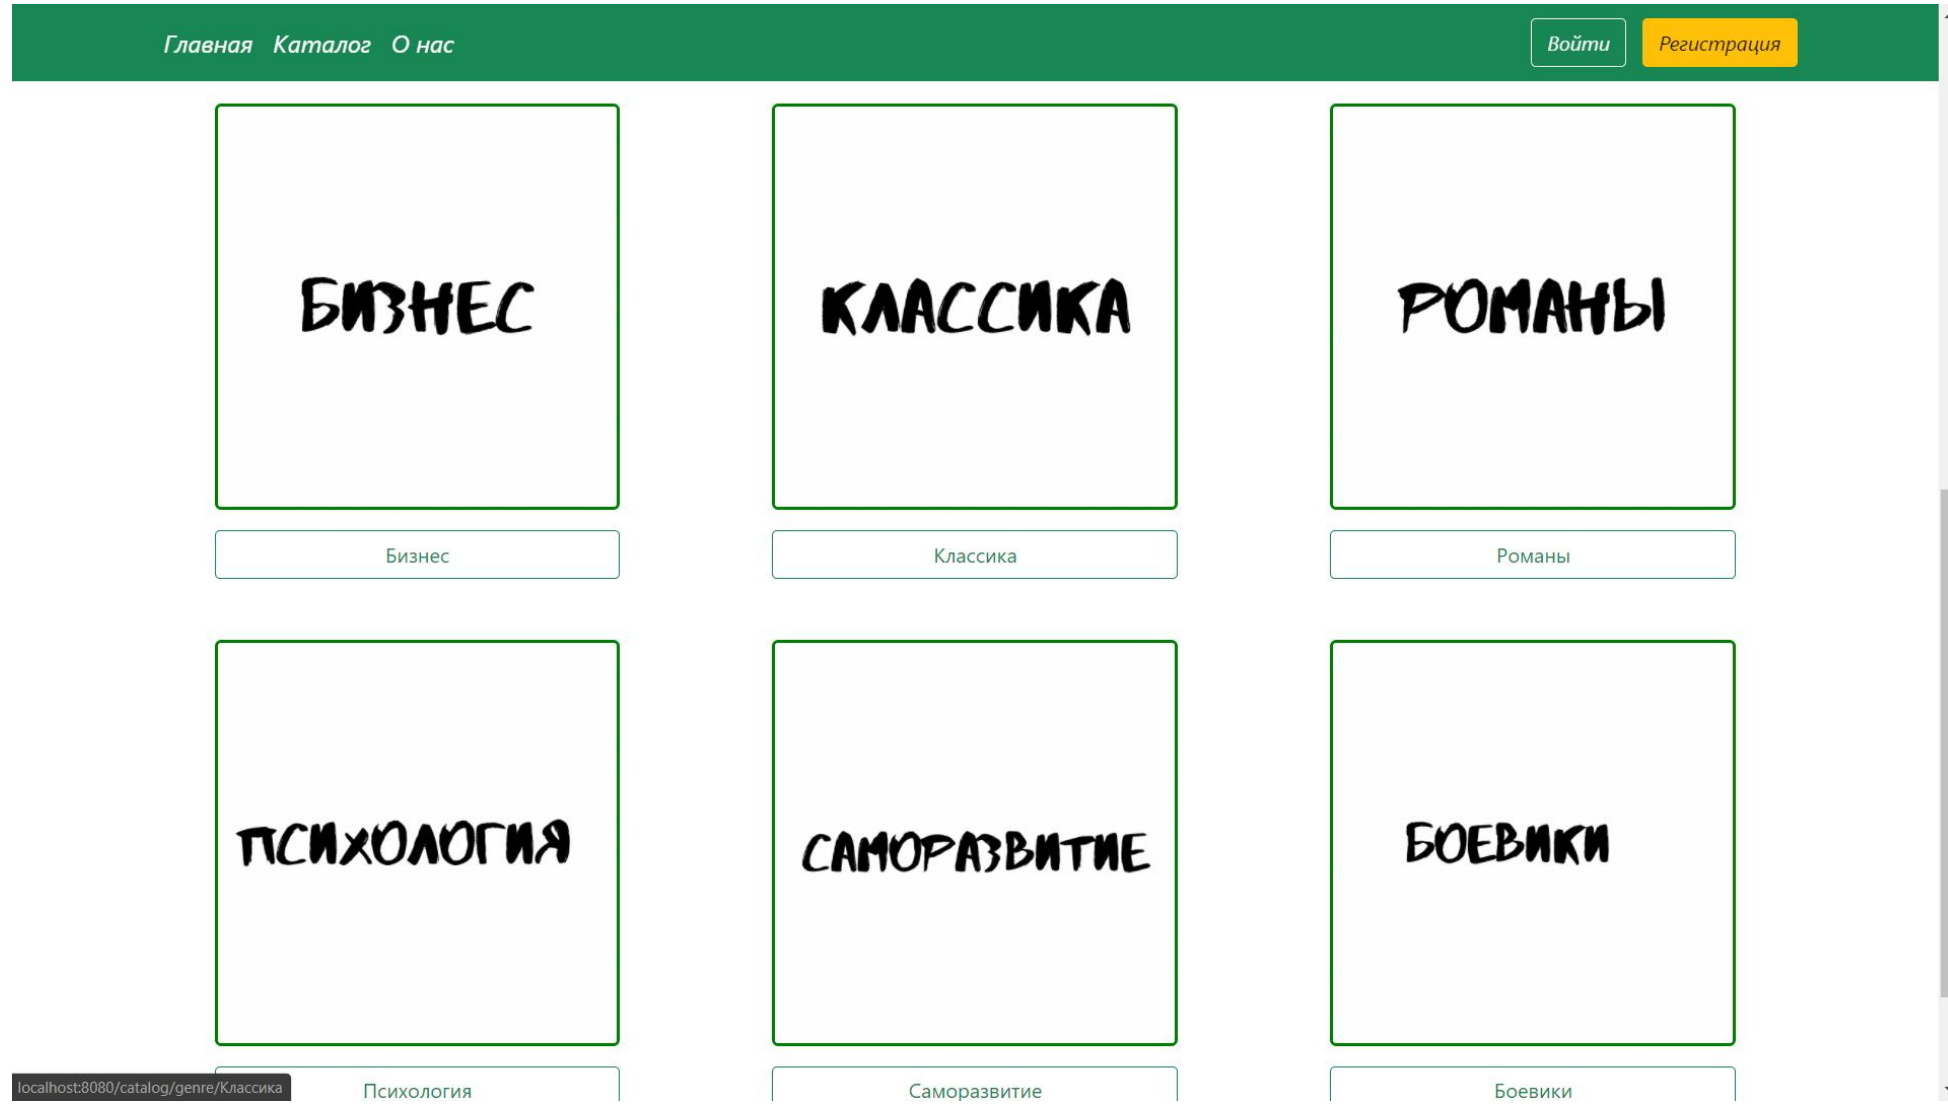 Главная Каталог О нас Войти Регистрация
БИЗНЕС КЛАССИКА РОМАНЫ
Бизнес Классика Романы
ПСИХОЛОГИЯ САМОРАЗВИТИЕ БОЕВИКИ
Психология Саморазвитие Боевики
localhost:8080/catalog/genre/Классика